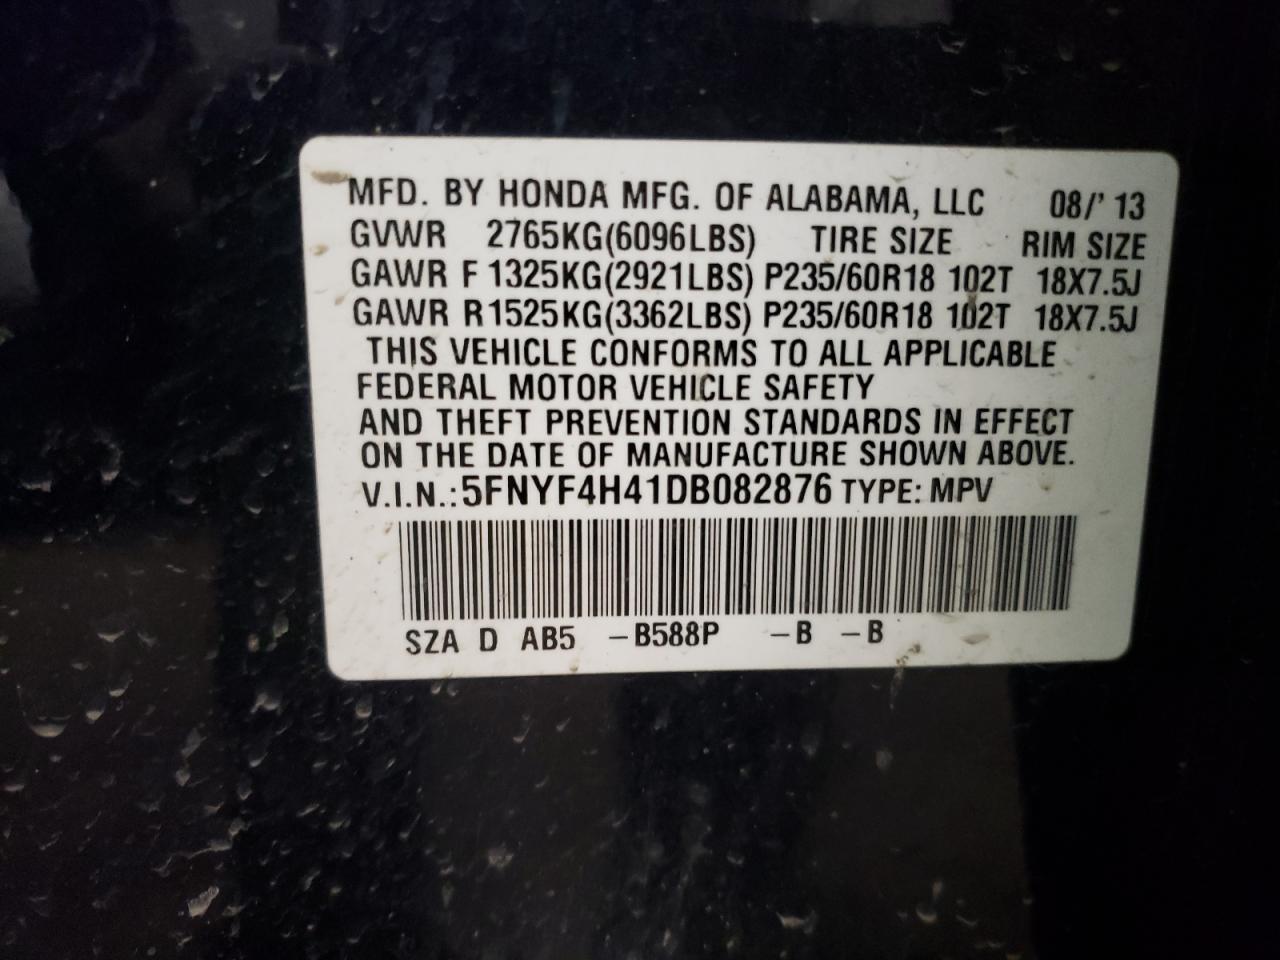 MFD. BY HONDA MFG. OF ALABAMA, LLC 08/' 13
GVWR 2765KG(6096LBS) TIRE SIZE RIM SIZE
GAWR F 1325KG(2921LBS) P235/60R18 102T 18X7.5J
GAWR R 1525KG(3362LBS) P235/60R18 102T 18X7.5J
THIS VEHICLE CONFORMS TO ALL APPLICABLE
FEDERAL MOTOR VEHICLE SAFETY
AND THEFT PREVENTION STANDARDS IN EFFECT
ON THE DATE OF MANUFACTURE SHOWN ABOVE.
V.I.N.: 5FNYF4H41DB082876 TYPE: MPV
SZA D AB5 -B588P -B -B